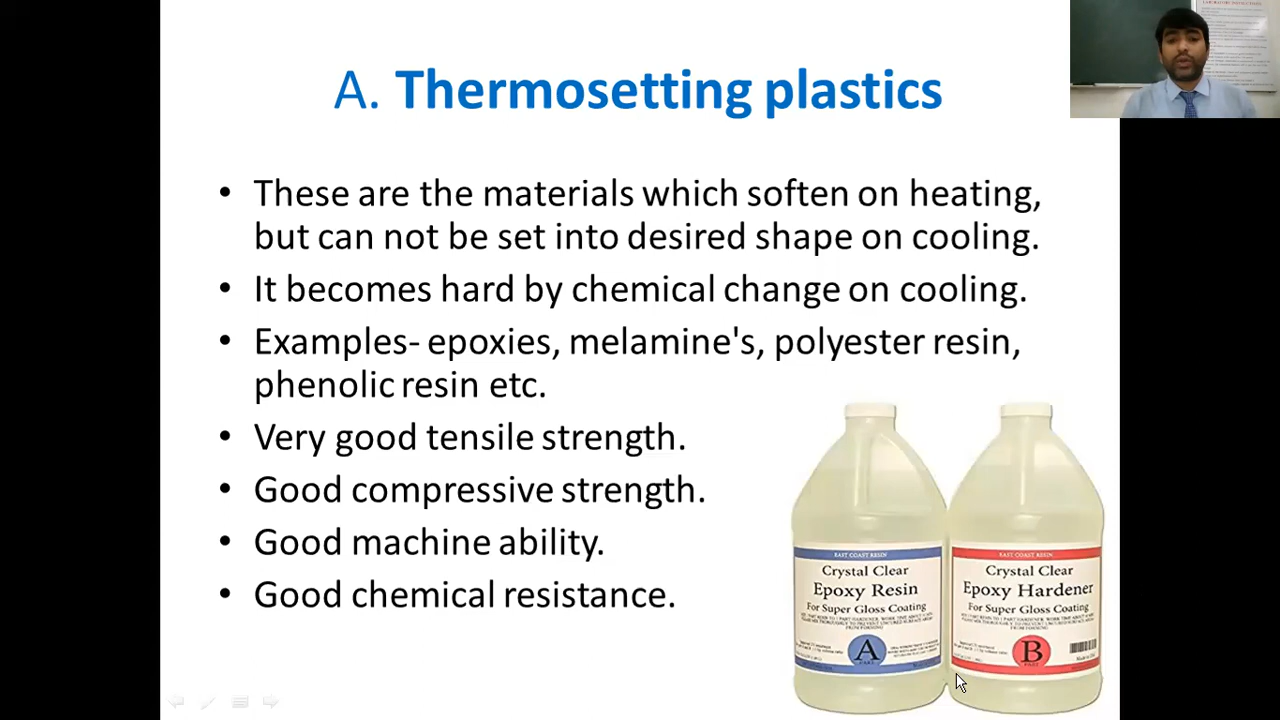 A. Thermosetting plastics
• These are the materials which soften on heating,
but can not be set into desired shape on cooling.
• It becomes hard by chemical change on cooling.
• Examples- epoxies, melamine's, polyester resin,
phenolic resin etc.
• Very good tensile strength.
• Good compressive strength.
• Good machine ability.
• Good chemical resistance.
EAST COAST RESIN
Crystal Clear
Epoxy Resin
For Super Gloss Coating
A
PART
EAST COAST RESIN
Crystal Clear
Epoxy Hardener
For Super Gloss Coating
B
PART